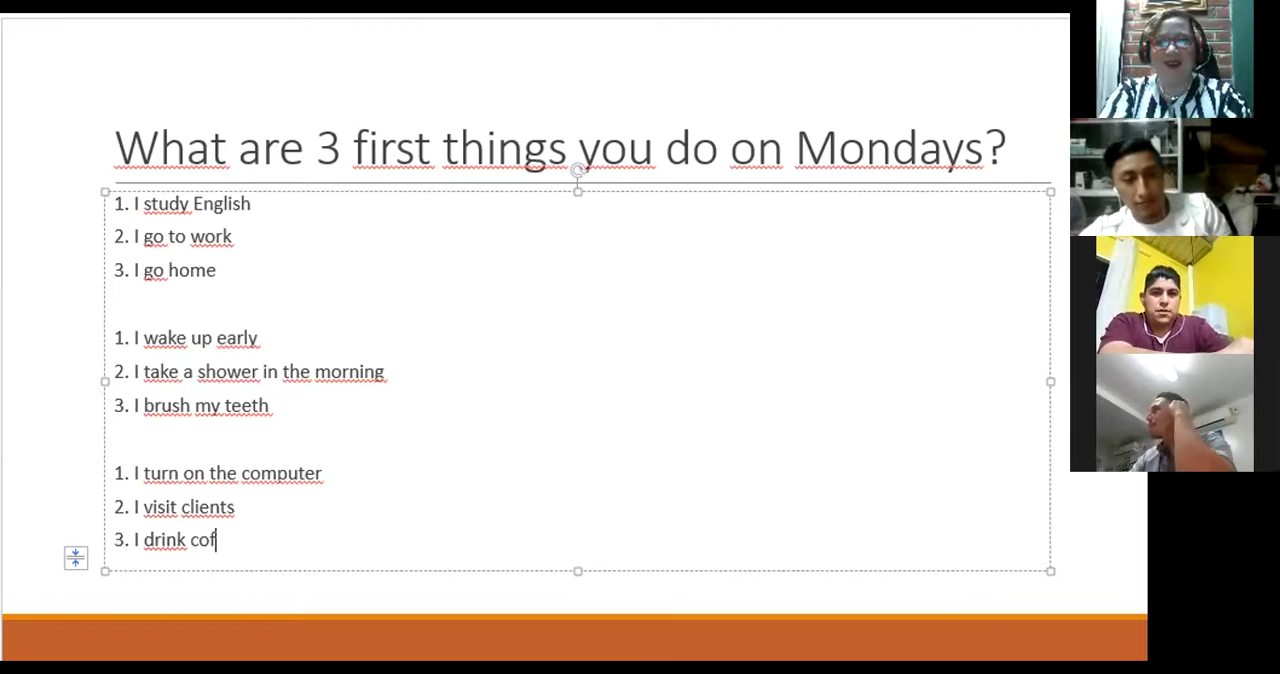 What are 3 first things you do on Mondays?
1. I study English
2. I go to work
3. I go home
1. I wake up early
2. I take a shower in the morning
3. I brush my teeth
1. I turn on the computer
2. I visit clients
3. I drink cof